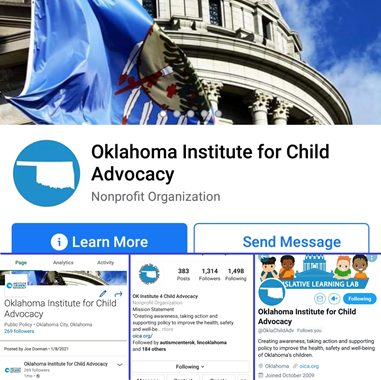 Oklahoma Institute for Child
Advocacy
Nonprofit Organization
Learn More
Send Message
Page Analytics Activity
Oklahoma Institute for Child
Advocacy
Public Policy • Oklahoma City, Oklahoma
269 followers
Posted by Joe Dorman • 1/8/2021
Oklahoma Institute for Child
Advocacy
269 followers
383 1,314 1,498
Posts Followers Following
OK Institute 4 Child Advocacy
Nonprofit Organization
Mission Statement
"Creating awareness, taking action and
supporting policy to improve the health, safety
and well-be... more
oica.org/
Followed by autismcenterok, linoklahoma
and 184 others
Following
ISLATIVE LEARNING LAB
Following
Oklahoma Institute for Child
Advocacy
@OklaChildAdv Follows you
Creating awareness, taking action and supporting
policy to improve the health, safety and well-being
of Oklahoma's children.
Oklahoma oica.org
Joined October 2009